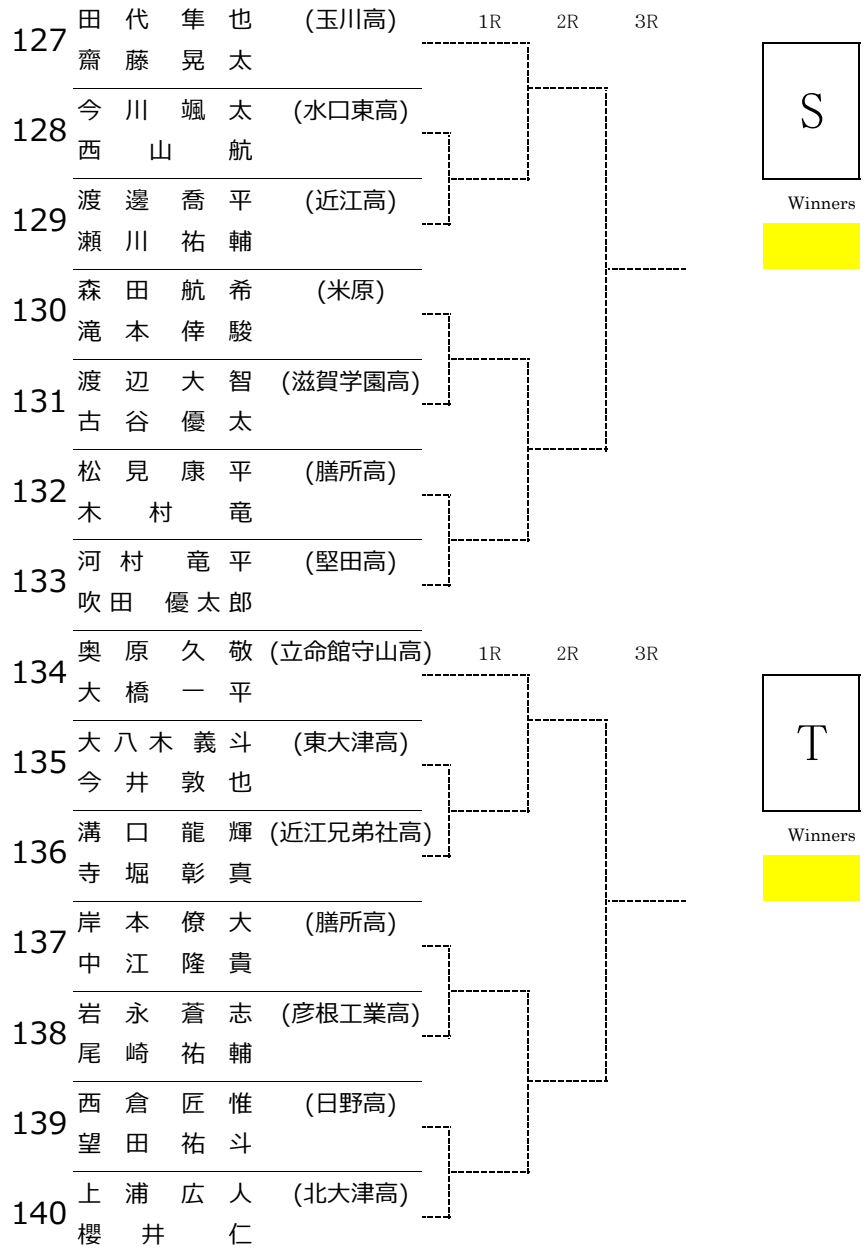 田代隼也 (玉川高) 1R 2R 3R
127
齋藤晃太
S
今川颯太 (水口東高)
128
西山航
渡邊喬平 (近江高) Winners
129
瀬川祐輔
森田航希 (米原)
130
滝本倖駿
渡辺大智 (滋賀学園高)
131
古谷優太
松見康平 (膳所高)
132
木村竜
河村竜平 (堅田高)
133
吹田優太郎
奥原久敬 (立命館守山高) 1R 2R 3R
134
大橋一平
T
大八木義斗 (東大津高)
135
今井敦也
溝口龍輝 (近江兄弟社高) Winners
136
寺堀彰真
岸本僚大 (膳所高)
137
中江隆貴
岩永蒼志 (彦根工業高)
138
尾崎祐輔
西倉匠惟 (日野高)
139
望田祐斗
上浦広人 (北大津高)
140
櫻井仁